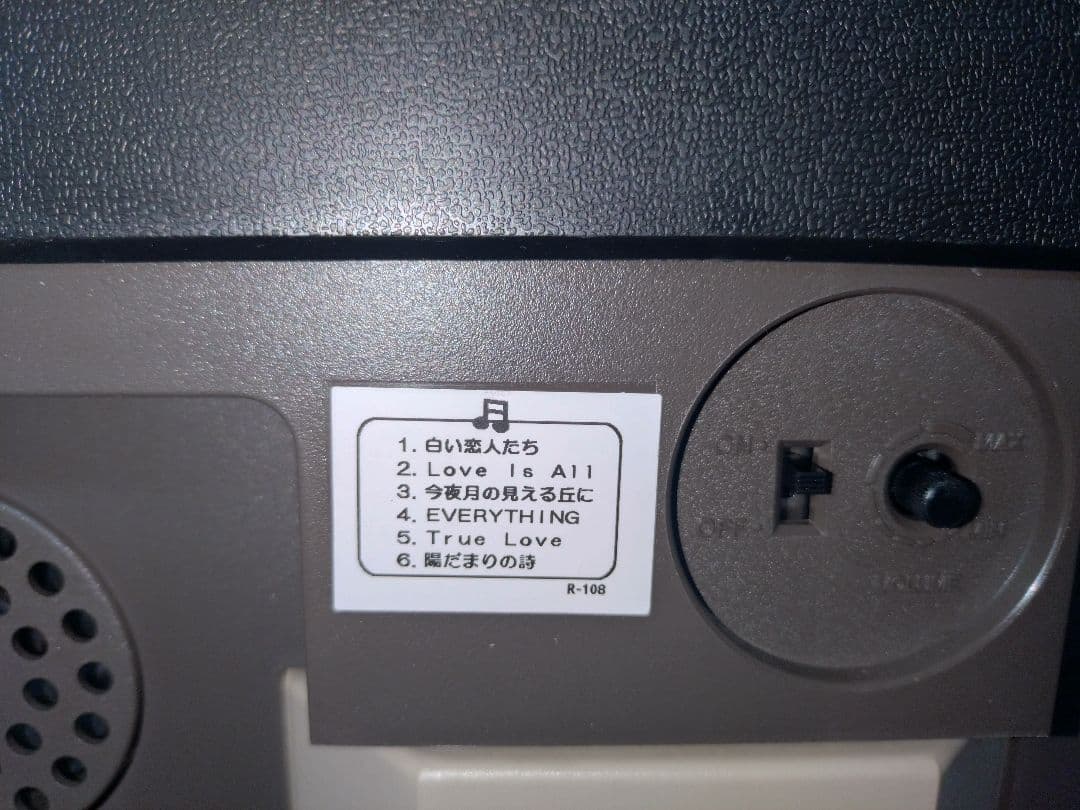 1. 白い恋人たち
2. Love Is All
3. 今夜月の見える丘に
4. EVERYTHING
5. True Love
6. 陽だまりの詩
R-108
ON
OFF
MAX
VOLUME